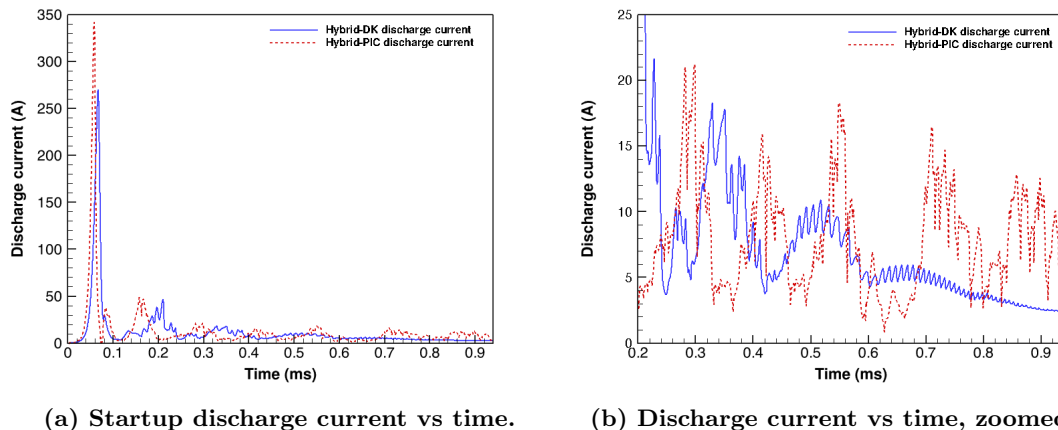 350
300
250
200
150
100
50
0
Discharge current (A)
Hybrid-DK discharge current
Hybrid-PIC discharge current
0 0.1 0.2 0.3 0.4 0.5 0.6 0.7 0.8 0.9
Time (ms)
(a) Startup discharge current vs time.
25
20
15
10
5
0
Discharge current (A)
Hybrid-DK discharge current
Hybrid-PIC discharge current
0.2 0.3 0.4 0.5 0.6 0.7 0.8 0.9
Time (ms)
(b) Discharge current vs time, zoomed